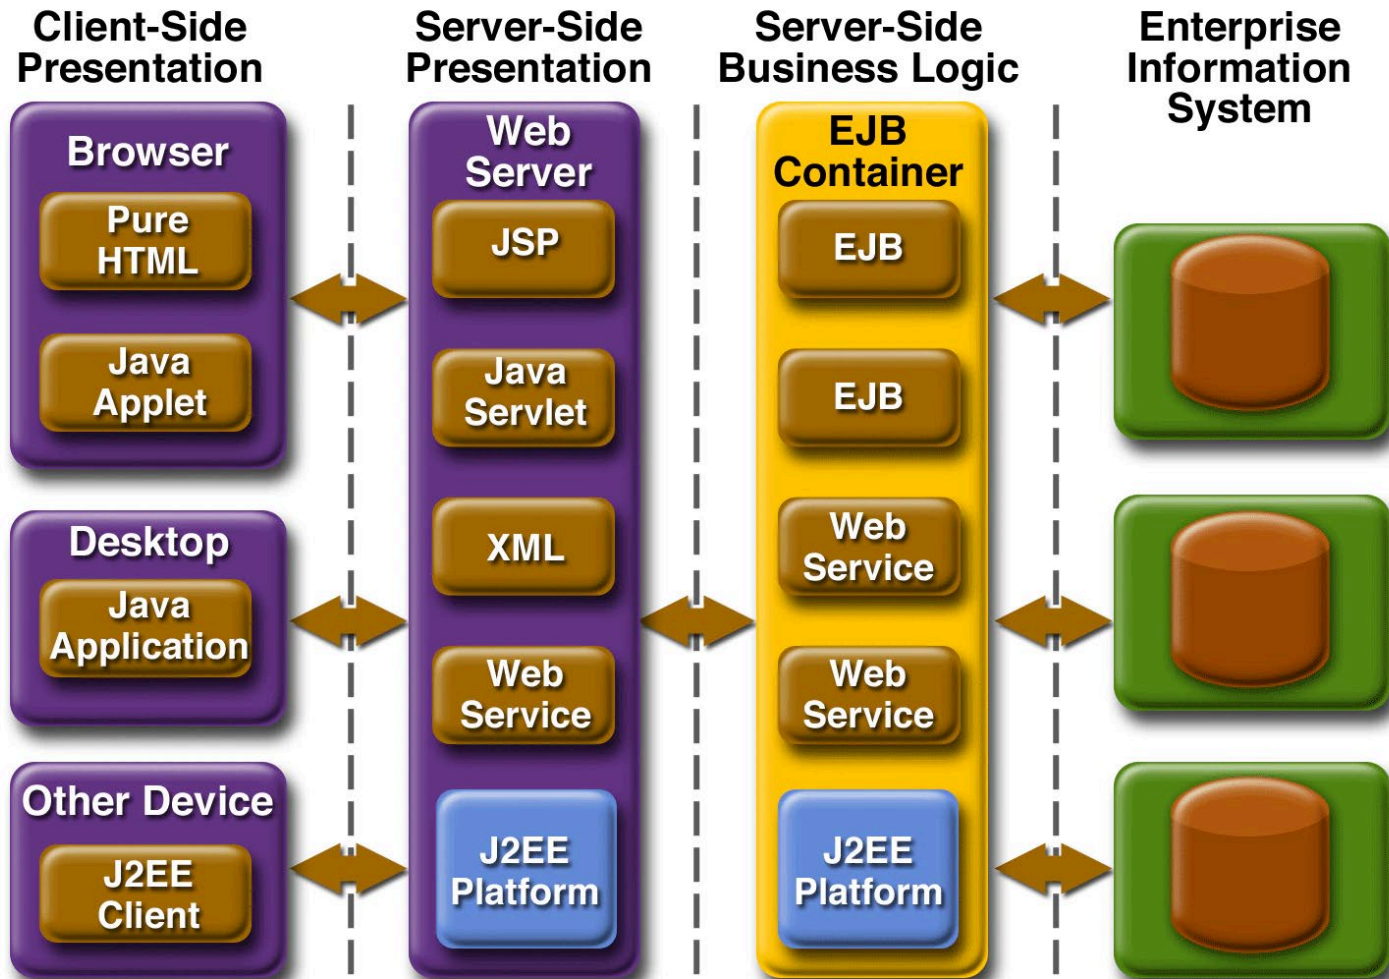 Client-Side
Presentation
Server-Side
Presentation
Server-Side
Business Logic
Enterprise
Information
System
Browser
Pure
HTML
Java
Applet
Desktop
Java
Application
Other Device
J2EE
Client
Web
Server
JSP
Java
Servlet
XML
Web
Service
J2EE
Platform
EJB
Container
EJB
EJB
Web
Service
Web
Service
J2EE
Platform